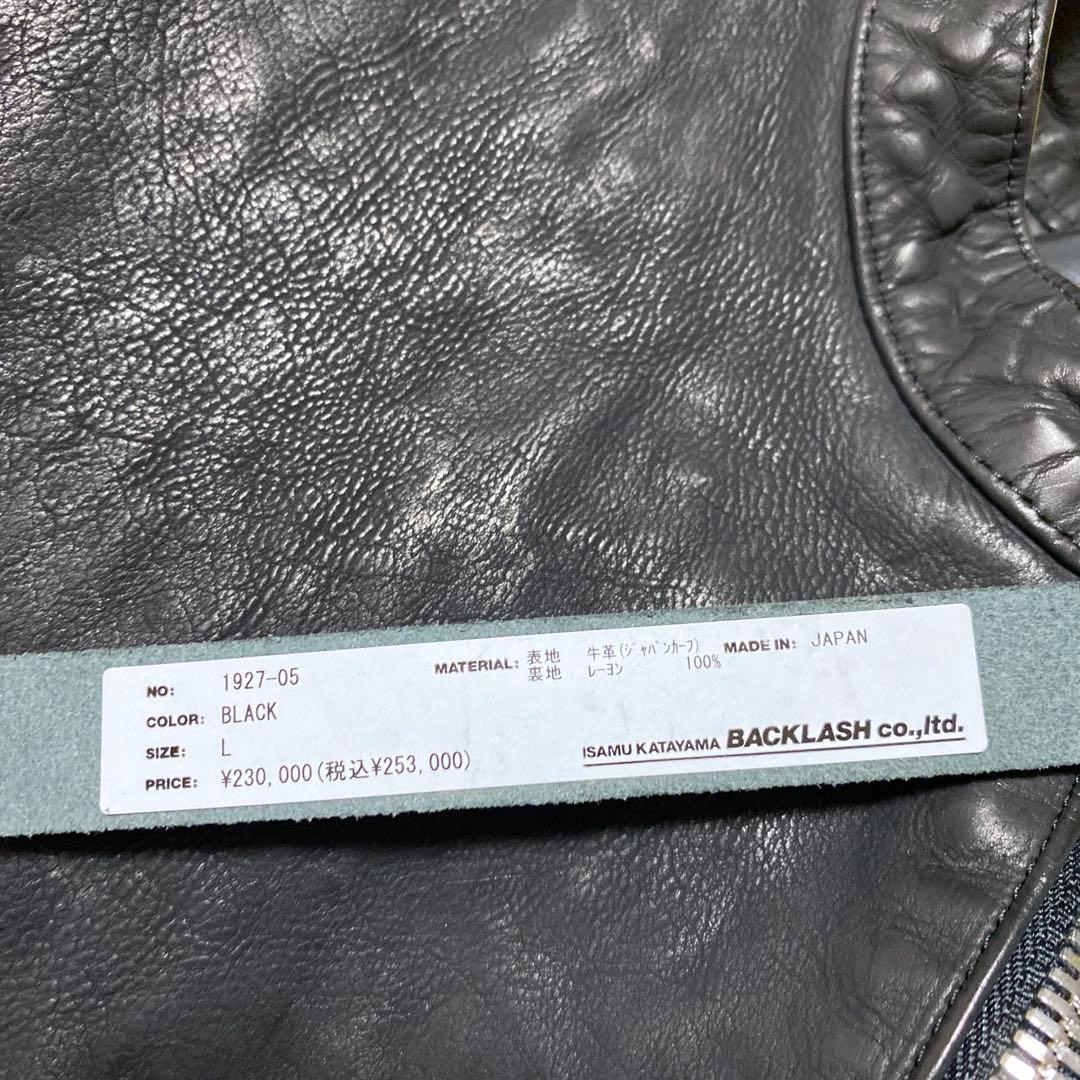 NO: 1927-05
COLOR: BLACK
SIZE: L
PRICE: ¥230,000(税込¥253,000)
MATERIAL: 表地 牛革(ｼﾞｬﾊﾟﾝｶｰﾌ)
裏地 ﾚｰﾖﾝ 100%
MADE IN: JAPAN
ISAMU KATAYAMA BACKLASH co.,ltd.